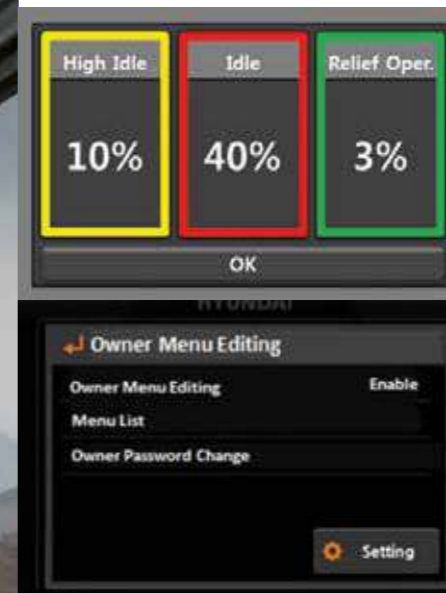 High Idle Idle Relief Oper.
10% 40% 3%
OK
HYUNDAI
Owner Menu Editing
Owner Menu Editing Enable
Menu List
Owner Password Change
Setting